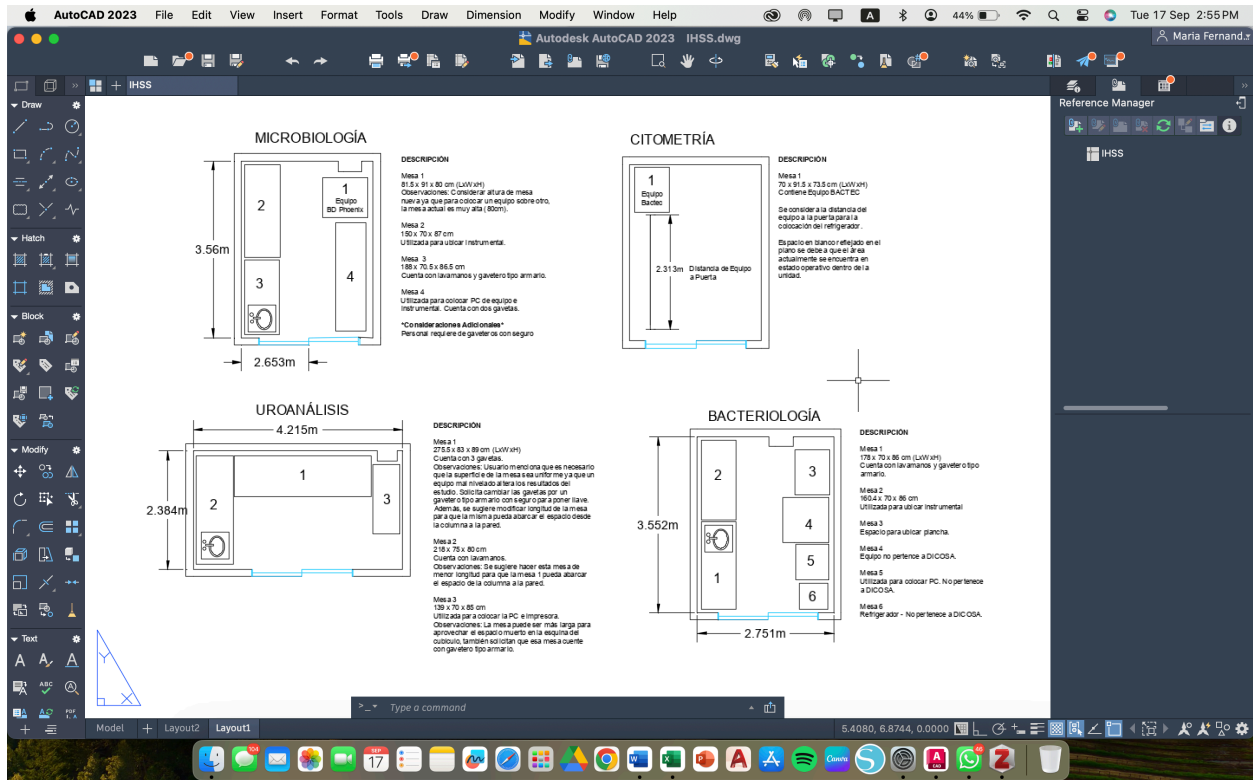 AutoCAD 2023 File Edit View Insert Format Tools Draw Dimension Modify Window Help
44%
Tue 17 Sep 2:55 PM
Autodesk AutoCAD 2023 IHSS.dwg
Maria Fernand..
IHSS
Draw
Hatch
Block
Modify
Text
Reference Manager
IHSS
MICROBIOLOGÍA
2
1
Equipo
BD Phoenix
3
4
3.56m
2.653m
DESCRIPCIÓN
Mesa 1
81.5 x 91 x 80 cm (LxWxH)
Observaciones: Considerar altura de mesa
nueva ya que para colocar un equipo sobre otro,
la mesa actual es muy alta (80cm).
Mesa 2
150 x 70 x 87 cm
Utilizada para ubicar instrumental.
Mesa 3
188 x 70.5 x 86.5 cm
Cuenta con lavamanos y gavetero tipo armario.
Mesa 4
Utilizada para colocar PC de equipo e
instrumental. Cuenta con dos gavetas.
*Consideraciones Adicionales*
Personal requiere de gaveteros con seguro
CITOMETRÍA
1
Equipo
Bactec
2.313m
Distancia de Equipo
a Puerta
DESCRIPCIÓN
Mesa 1
70 x 91.5 x 73.5 cm (LxWxH)
Contiene Equipo BACTEC
Se considera la distancia del
equipo a la puerta para la
colocación del refrigerador.
Espacio en blanco reflejado en el
plano se debe a que el área
actualmente se encuentra en
estado operativo dentro de la
unidad.
UROANÁLISIS
4.215m
2.384m
1
2
3
DESCRIPCIÓN
Mesa 1
275.5 x 83 x 89 cm (LxWxH)
Cuenta con 3 gavetas.
Observaciones: Usuario menciona que es necesario
que la superficie de la mesa sea uniforme ya que un
equipo mal nivelado altera los resultados del
estudio. Solicita cambiar las gavetas por un
gavetero tipo armario con seguro para poner llave.
Además, se sugiere modificar longitud de la mesa
para que la misma pueda abarcar el espacio desde
la columna a la pared.
Mesa 2
218 x 75 x 80 cm
Cuenta con lavamanos.
Observaciones: Se sugiere hacer esta mesa de
menor longitud para que la mesa 1 pueda abarcar
el espacio de la columna a la pared.
Mesa 3
139 x 70 x 85 cm
Utilizada para colocar la PC e impresora.
Observaciones: La mesa puede ser más larga para
aprovechar el espacio muerto en la esquina del
cubículo, también solicitan que esa mesa cuente
con gavetero tipo armario.
BACTERIOLOGÍA
2
3
4
5
1
6
3.552m
2.751m
DESCRIPCIÓN
Mesa 1
178 x 70 x 86 cm
Cuenta con lavamanos y gavetero tipo
armario.
Mesa 2
160.4 x 70 x 86 cm
Utilizada para ubicar instrumental
Mesa 3
Espacio para ubicar plancha.
Mesa 4
Equipo no pertence a DICOSA.
Mesa 5
Utilizada para colocar PC. No pertenece
a DICOSA.
Mesa 6
Refrigerador - No pertenece a DICOSA.
Y
X
>_ Type a command
Model + Layout2 Layout1
5.4080, 6.8744, 0.0000
104
SEP
17
Canva